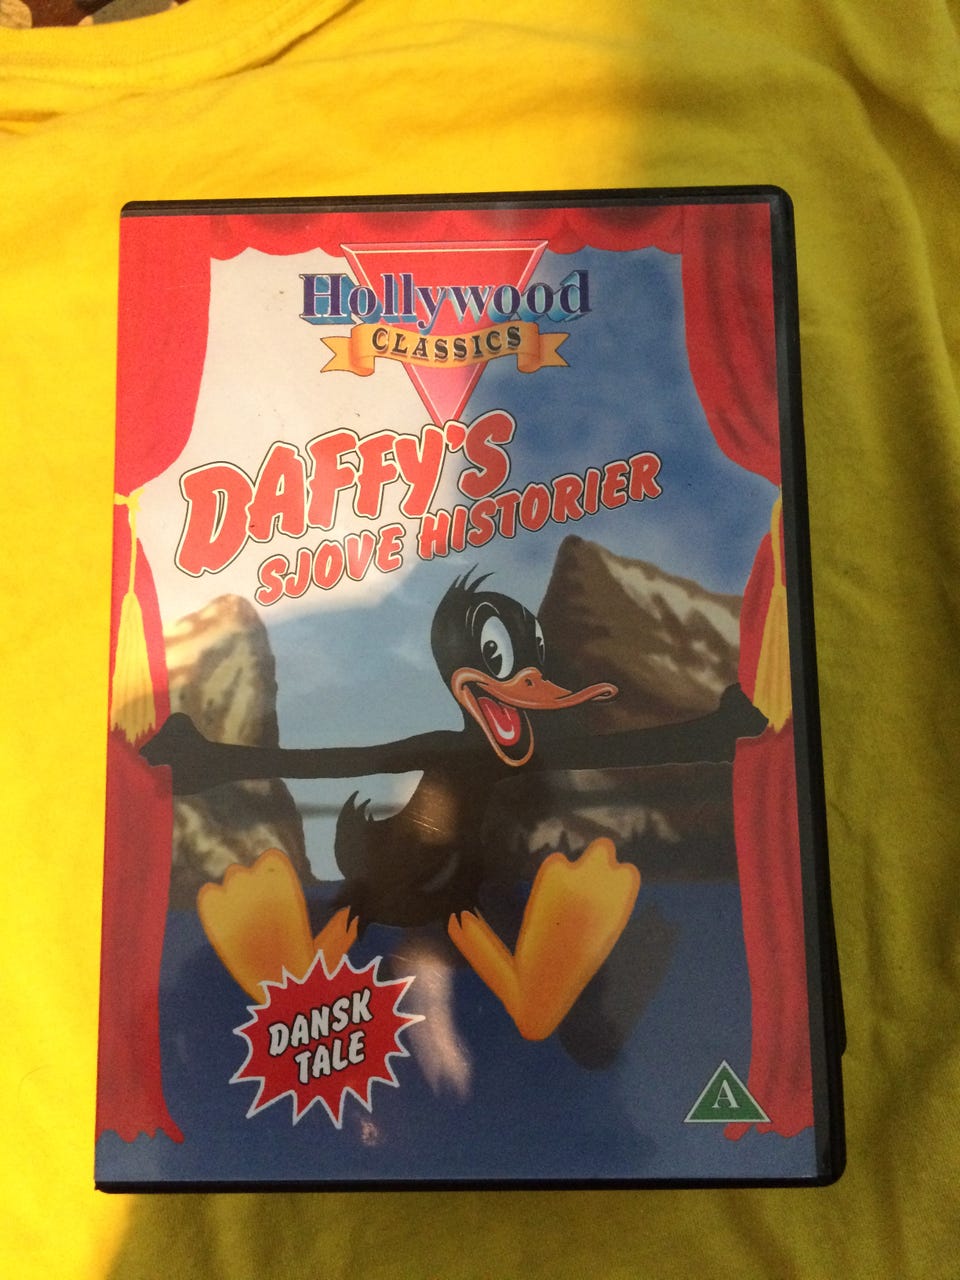 Hollywood
CLASSICS
DAFFY'S
SJOVE HISTORIER
DANSK
TALE
A